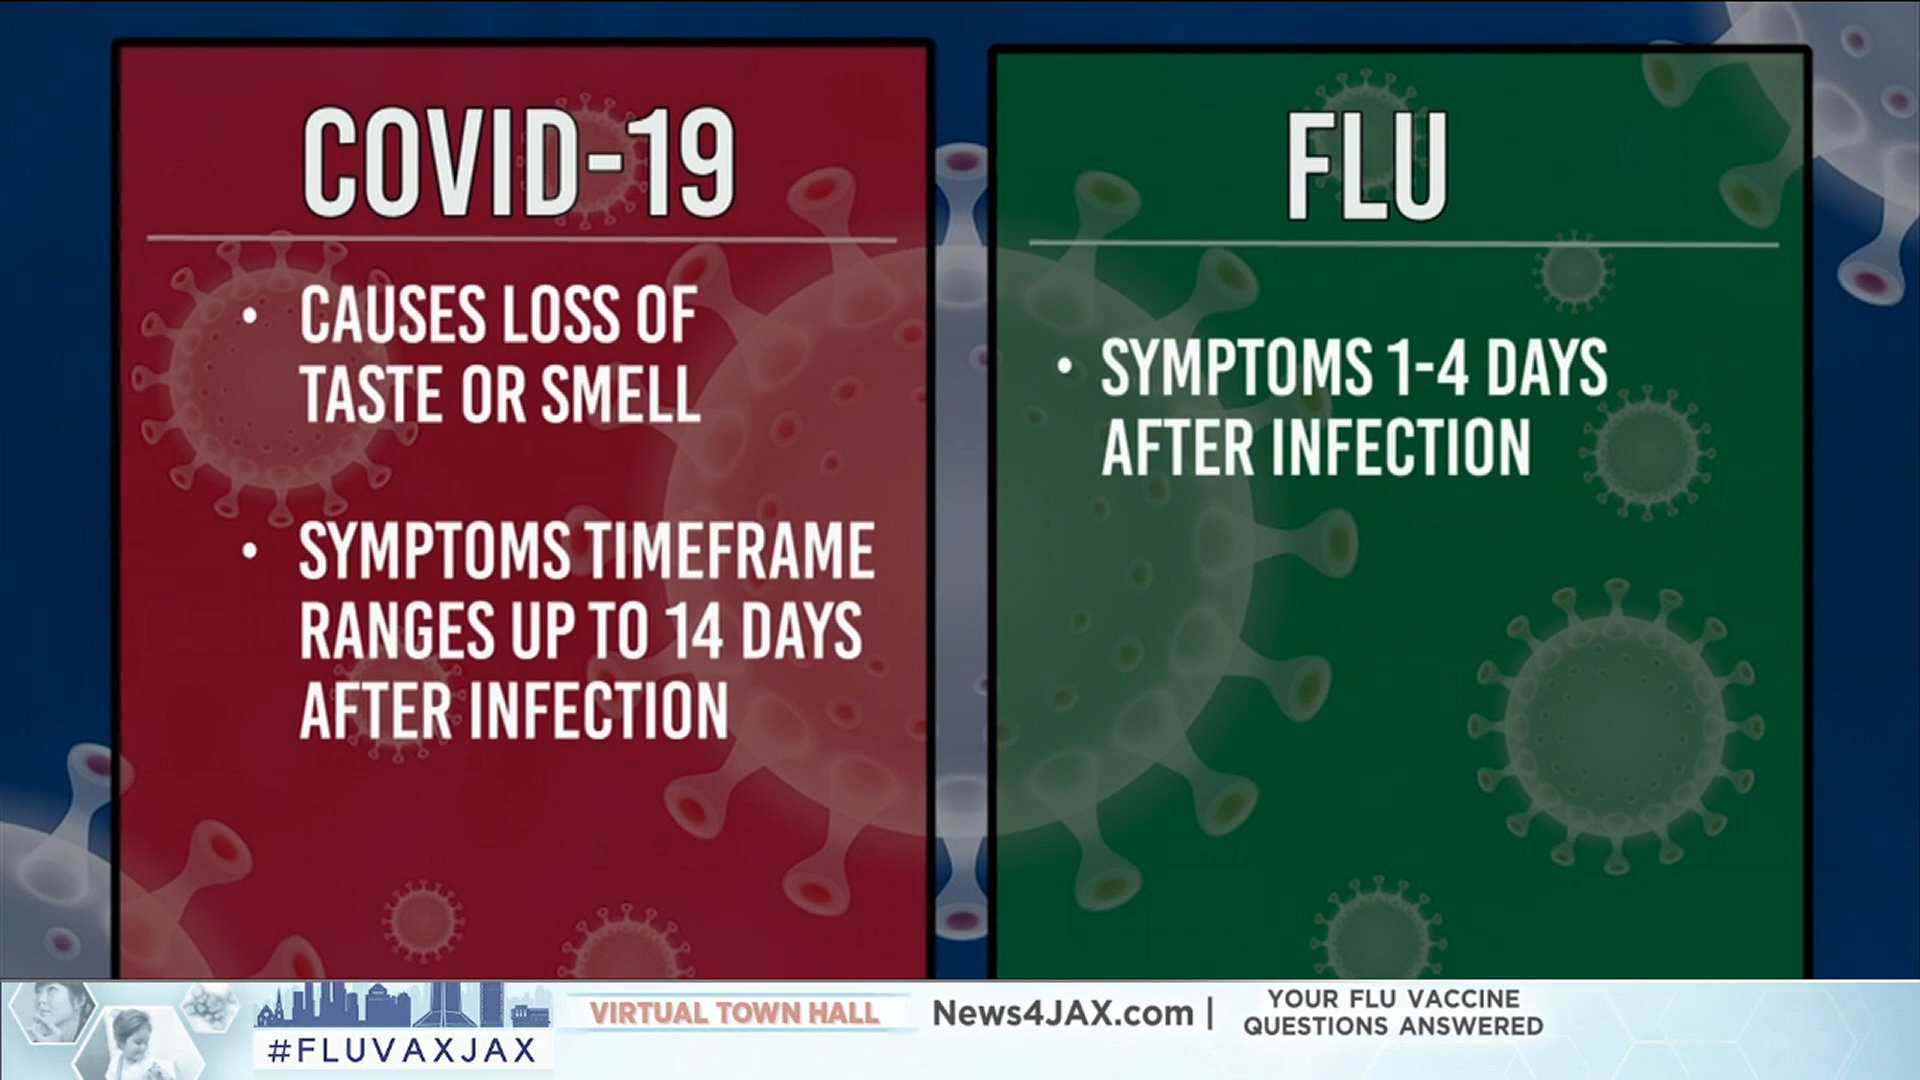 COVID-19
• CAUSES LOSS OF
TASTE OR SMELL
• SYMPTOMS TIMEFRAME
RANGES UP TO 14 DAYS
AFTER INFECTION
FLU
• SYMPTOMS 1-4 DAYS
AFTER INFECTION
#FLUVAXJAX
VIRTUAL TOWN HALL
News4JAX.com |
YOUR FLU VACCINE
QUESTIONS ANSWERED